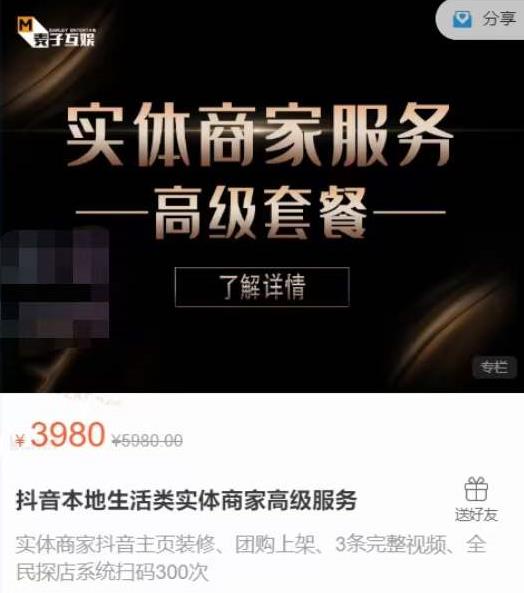 分享
M
麦子互娱
实体商家服务
高级套餐
了解详情
专栏
¥3980 ¥5980.00
抖音本地生活类实体商家高级服务
送好友
实体商家抖音主页装修、团购上架、3条完整视频、全
民探店系统扫码300次